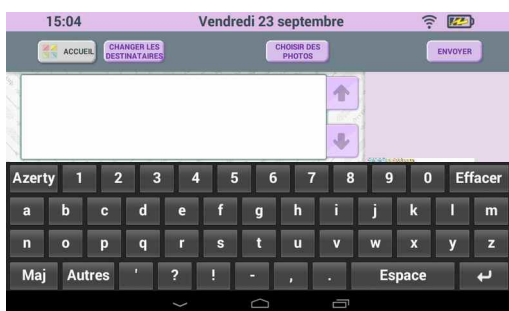 15:04 Vendredi 23 septembre
ACCUEIL CHANGER LES DESTINATAIRES CHOISIR DES PHOTOS ENVOYER
Azerty 1 2 3 4 5 6 7 8 9 0 Effacer
a b c d e f g h i j k l m
n o p q r s t u v w x y z
Maj Autres ' ? ! - , . Espace